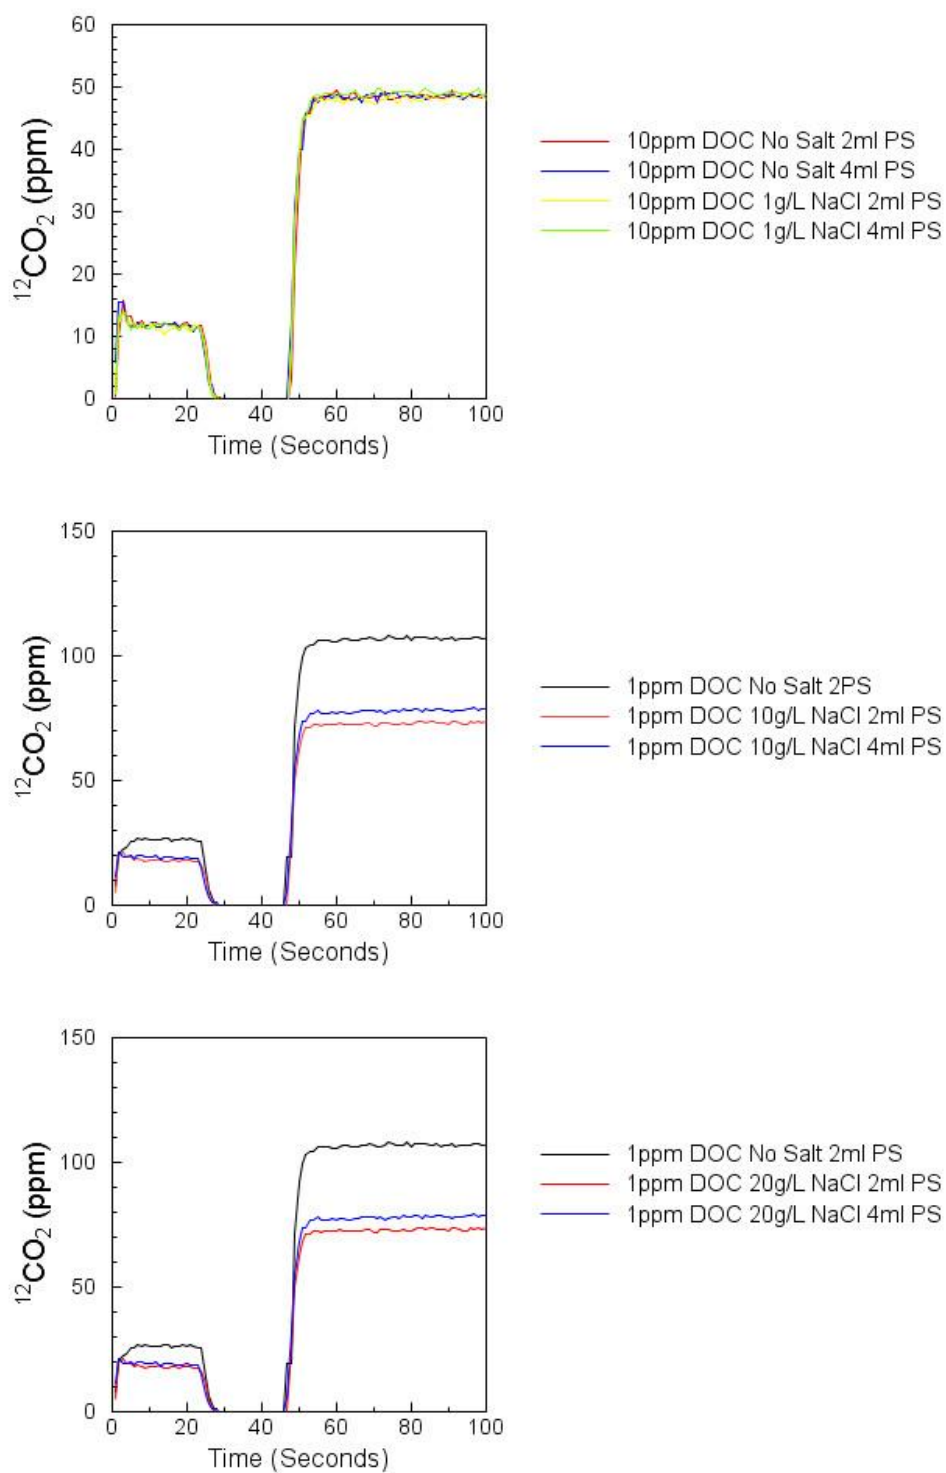 60
50
40
30
20
10
0
¹²CO₂ (ppm)
0 20 40 60 80 100
Time (Seconds)
10ppm DOC No Salt 2ml PS
10ppm DOC No Salt 4ml PS
10ppm DOC 1g/L NaCl 2ml PS
10ppm DOC 1g/L NaCl 4ml PS
150
100
50
0
¹²CO₂ (ppm)
0 20 40 60 80 100
Time (Seconds)
1ppm DOC No Salt 2PS
1ppm DOC 10g/L NaCl 2ml PS
1ppm DOC 10g/L NaCl 4ml PS
150
100
50
0
¹²CO₂ (ppm)
0 20 40 60 80 100
Time (Seconds)
1ppm DOC No Salt 2ml PS
1ppm DOC 20g/L NaCl 2ml PS
1ppm DOC 20g/L NaCl 4ml PS